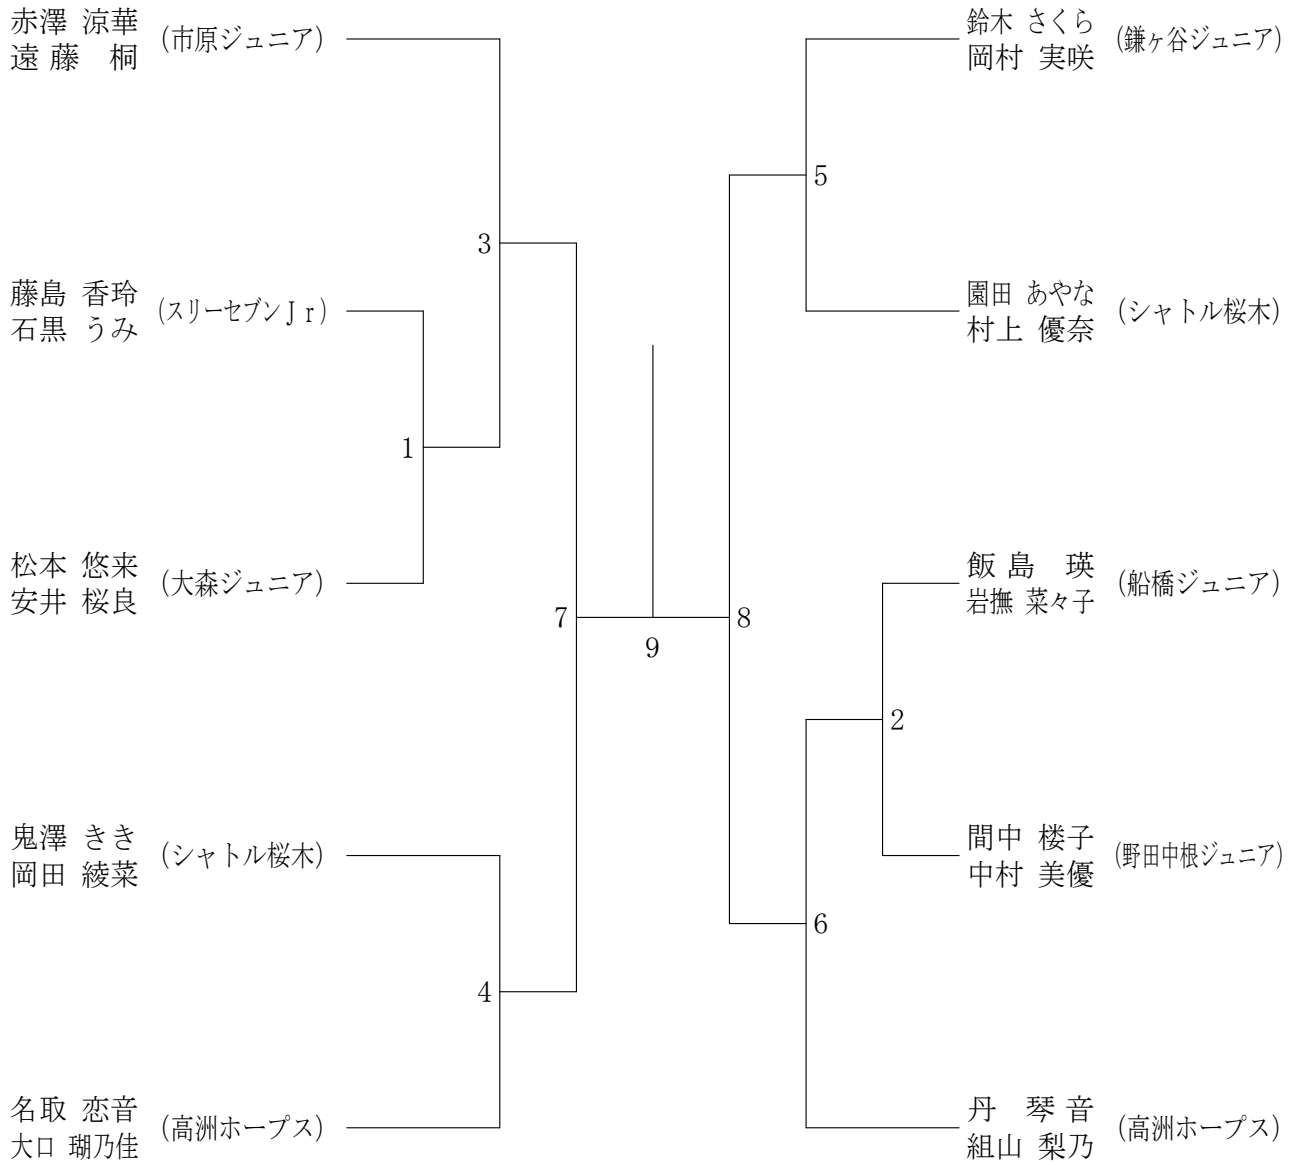 赤澤 涼華
遠藤 桐
(市原ジュニア)
藤島 香玲
石黒 うみ
(スリーセブンJr)
松本 悠来
安井 桜良
(大森ジュニア)
鬼澤 きき
岡田 綾菜
(シャトル桜木)
名取 恋音
大口 瑚乃佳
(高洲ホープス)
3
1
4
7
9
8
5
2
6
鈴木 さくら
岡村 実咲
(鎌ヶ谷ジュニア)
園田 あやな
村上 優奈
(シャトル桜木)
飯島 瑛
岩撫 菜々子
(船橋ジュニア)
間中 楼子
中村 美優
(野田中根ジュニア)
丹 琴音
組山 梨乃
(高洲ホープス)